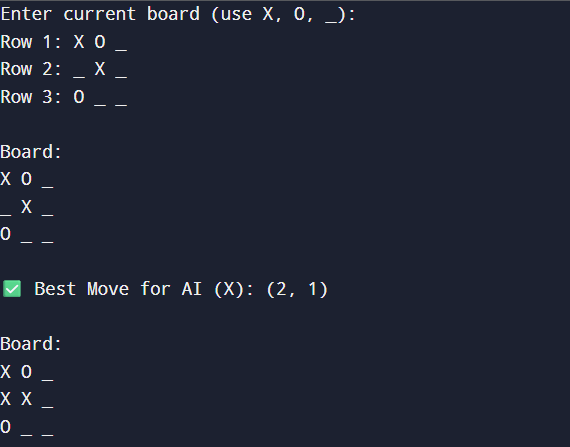 Enter current board (use X, O, _):
Row 1: X O _
Row 2: _ X _
Row 3: O _ _
Board:
X O _
_ X _
O _ _
✅ Best Move for AI (X): (2, 1)
Board:
X O _
X X _
O _ _